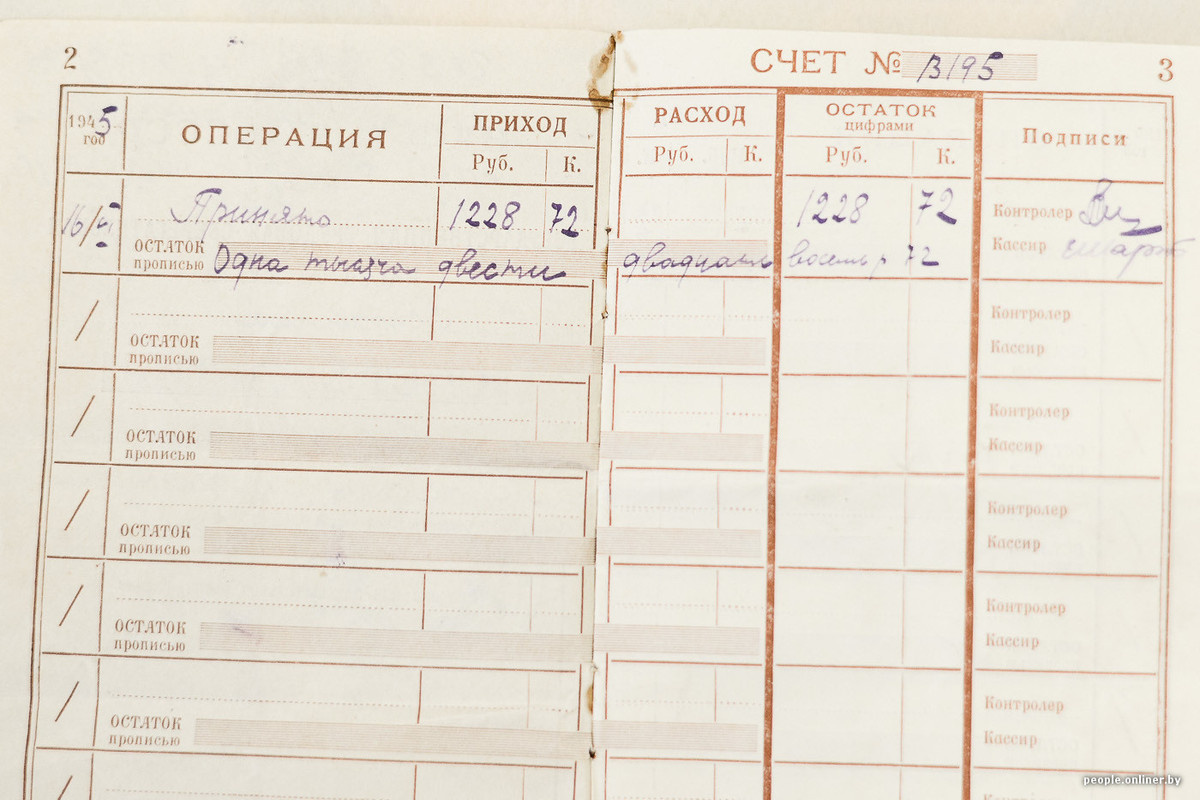 2
СЧЕТ № В195 3
1945 год ОПЕРАЦИЯ ПРИХОД РАСХОД ОСТАТОК цифрами Подписи
Руб. К. Руб. К. Руб. К.
16/ Принято 1228 72 1228 72 Контролер
ОСТАТОК прописью Одна тысяча двести двадцать восемь р 72 Кассир
/ Контролер
ОСТАТОК прописью Кассир
/ Контролер
ОСТАТОК прописью Кассир
/ Контролер
ОСТАТОК прописью Кассир
/ Контролер
ОСТАТОК прописью Кассир
/ Контролер
ОСТАТОК прописью Кассир
/ Контролер
people.onliner.by